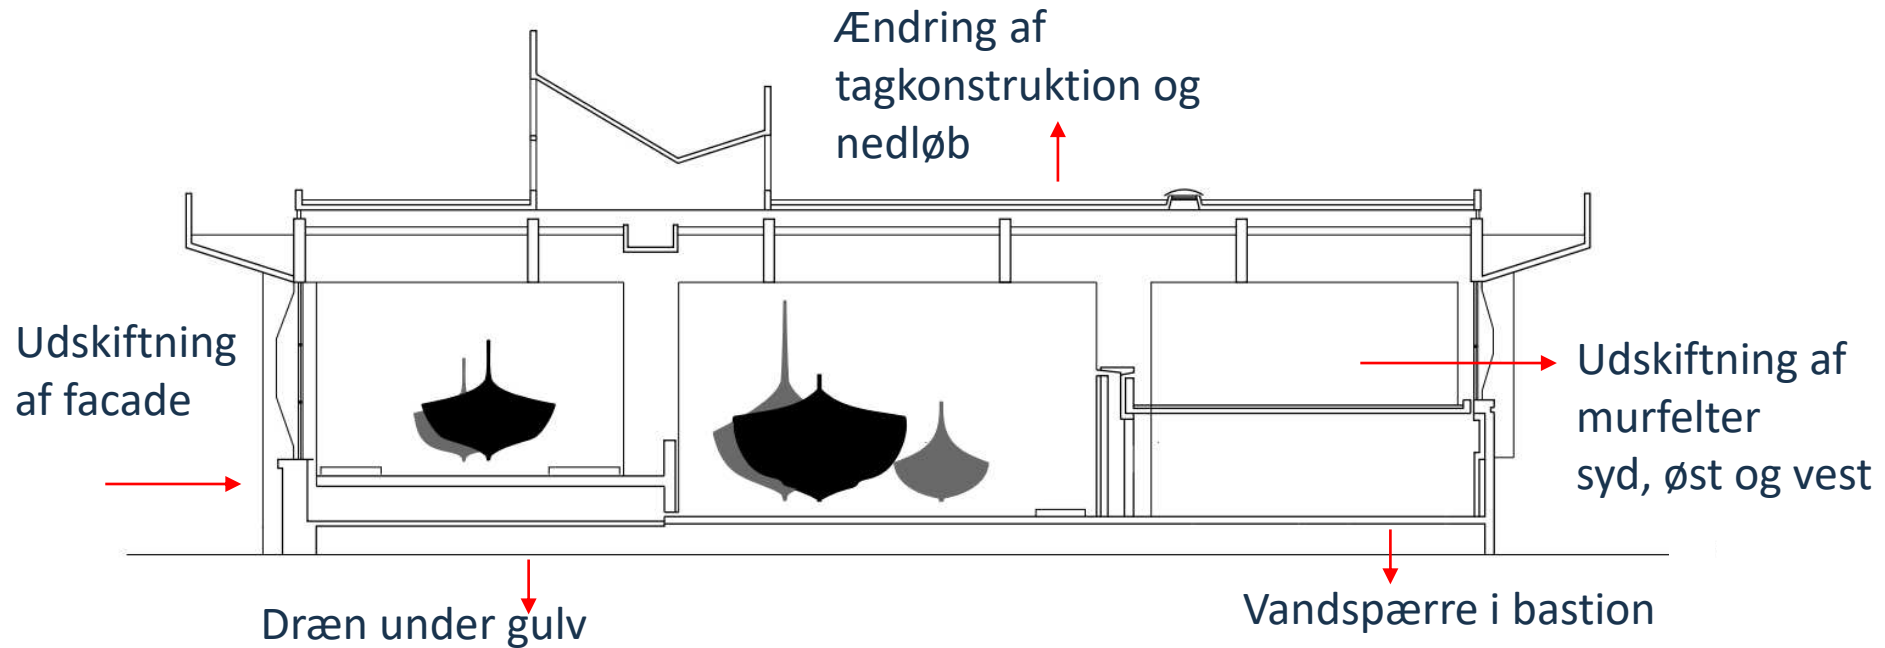 Ændring af
tagkonstruktion og
nedløb
Udskiftning
af facade
Udskiftning af
murfelter
syd, øst og vest
Dræn under gulv
Vandspærre i bastion